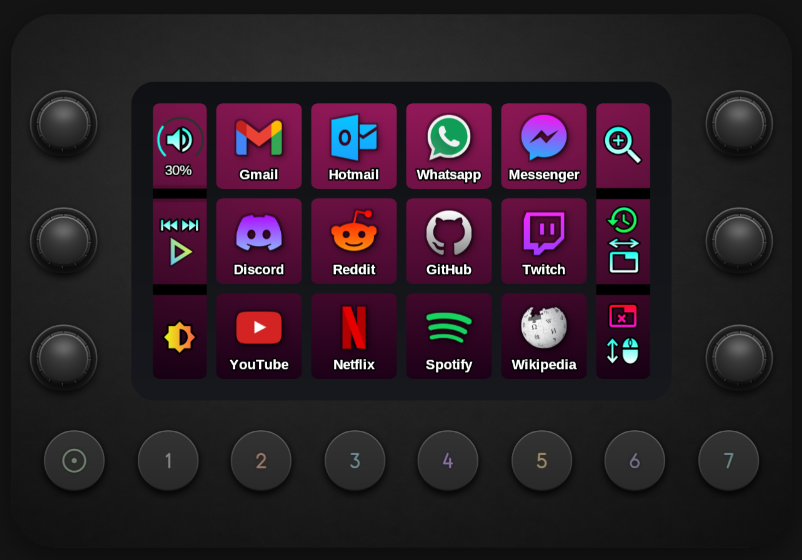 30%
Gmail
Hotmail
Whatsapp
Messenger
Discord
Reddit
GitHub
Twitch
YouTube
Netflix
Spotify
Wikipedia
1 2 3 4 5 6 7